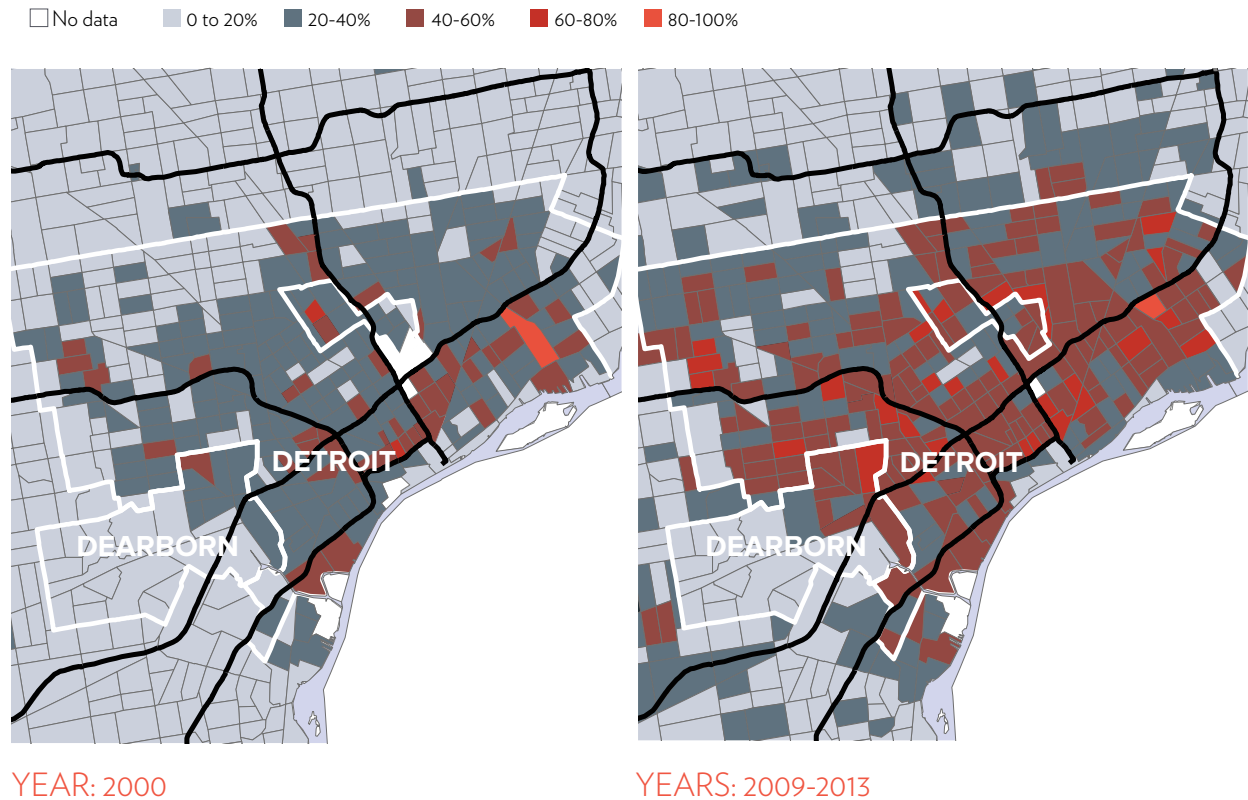 No data 0 to 20% 20-40% 40-60% 60-80% 80-100%
DETROIT
DEARBORN
DETROIT
DEARBORN
YEAR: 2000
YEARS: 2009-2013